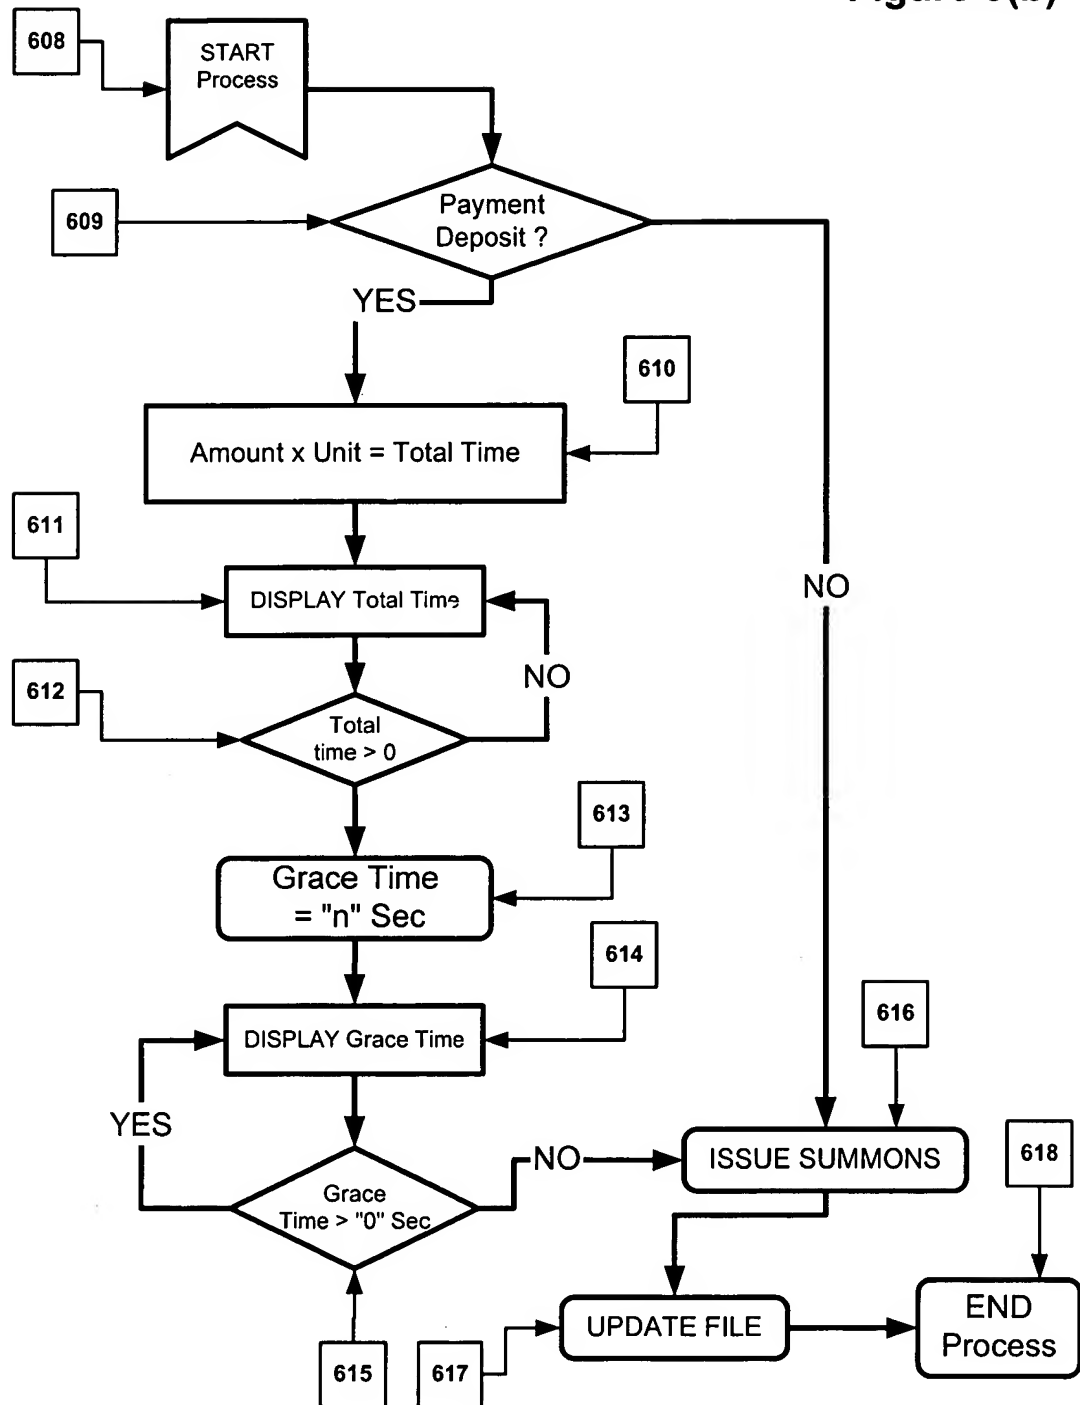 608
START
Process
609
Payment
Deposit ?
YES
610
Amount x Unit = Total Time
611
DISPLAY Total Time
NO
NO
612
Total
time > 0
613
Grace Time
= "n" Sec
614
DISPLAY Grace Time
616
YES
ISSUE SUMMONS
NO
618
Grace
Time > "0" Sec
UPDATE FILE
END
Process
615
617